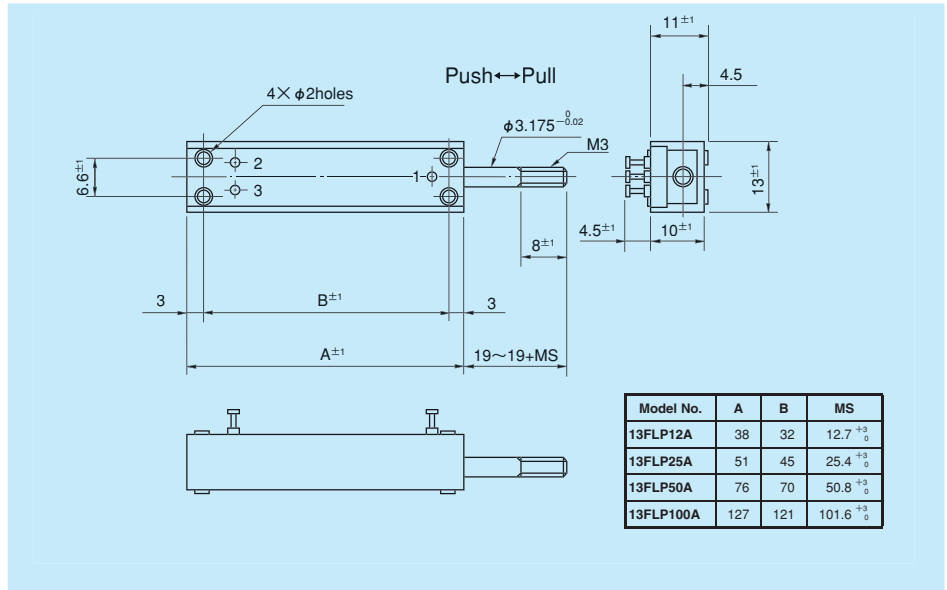 11±1
Push↔Pull
4.5
4× φ2holes
φ3.175 0 −0.02
M3
2
1
3
6.6±1
13±1
4.5±1
10±1
8±1
3
B±1
3
A±1
19〜19+MS
Model No. A B MS
13FLP12A 38 32 12.7 +3 0
13FLP25A 51 45 25.4 +3 0
13FLP50A 76 70 50.8 +3 0
13FLP100A 127 121 101.6 +3 0